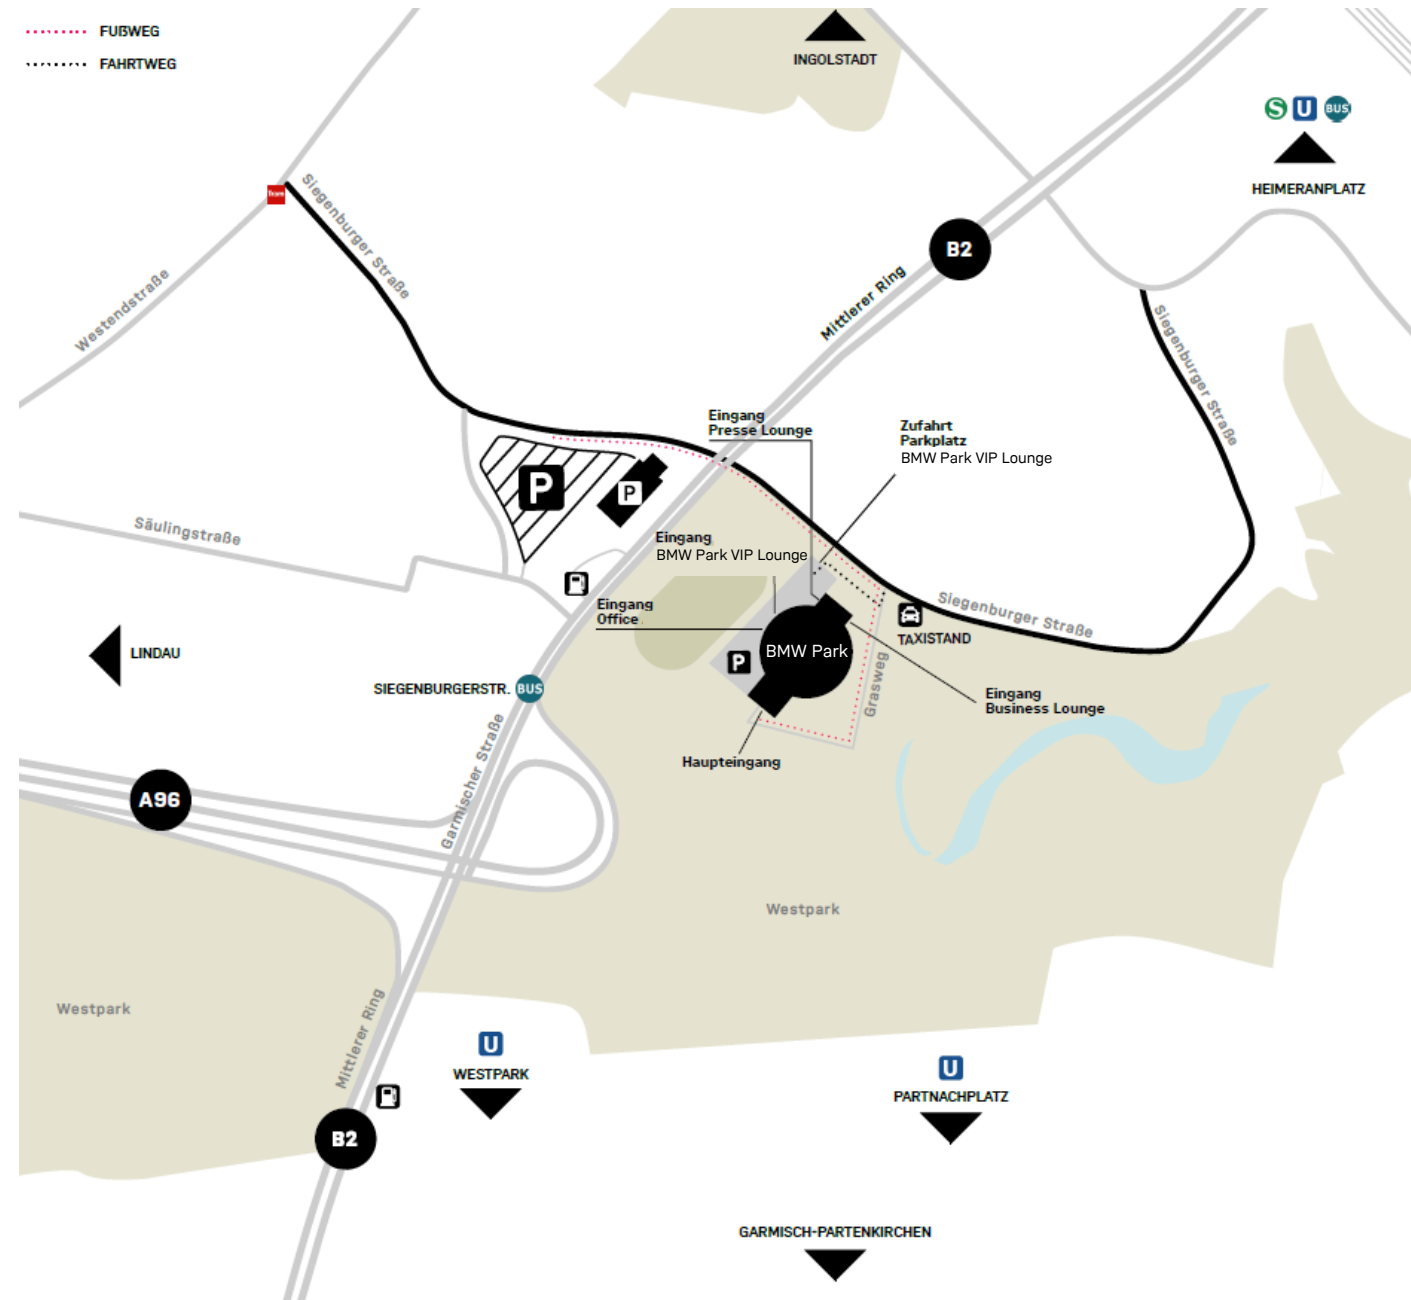 FUßWEG
FAHRTWEG
INGOLSTADT
S U BUS
HEIMERANPLATZ
Tram
Siegenburger Straße
Westendstraße
B2
Mittlerer Ring
Siegenburger Straße
Eingang
Presse Lounge
Zufahrt
Parkplatz
BMW Park VIP Lounge
P
P
Säulingstraße
Eingang
BMW Park VIP Lounge
Eingang
Office
Siegenburger Straße
TAXISTAND
LINDAU
BMW Park
P
SIEGENBURGERSTR. BUS
Grasweg
Eingang
Business Lounge
Garmischer Straße
Haupteingang
A96
Westpark
Westpark
Mittlerer Ring
U
WESTPARK
U
PARTNACHPLATZ
B2
GARMISCH-PARTENKIRCHEN